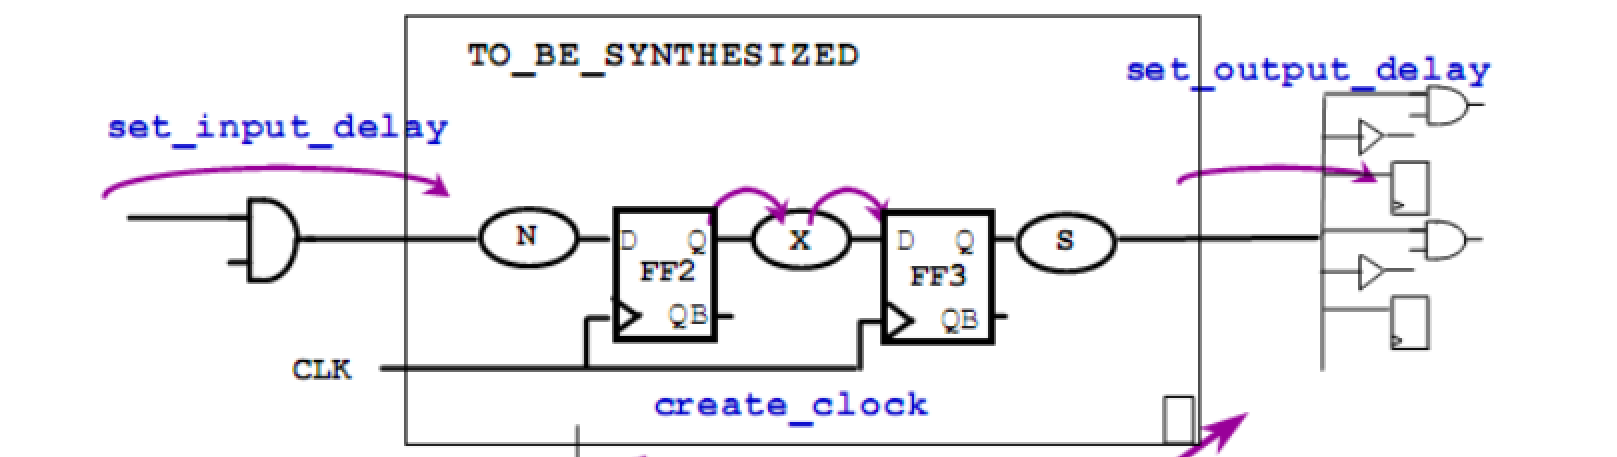 TO_BE_SYNTHESIZED
set_output_delay
set_input_delay
N
D Q
FF2
QB
X
D Q
FF3
QB
S
CLK
create_clock